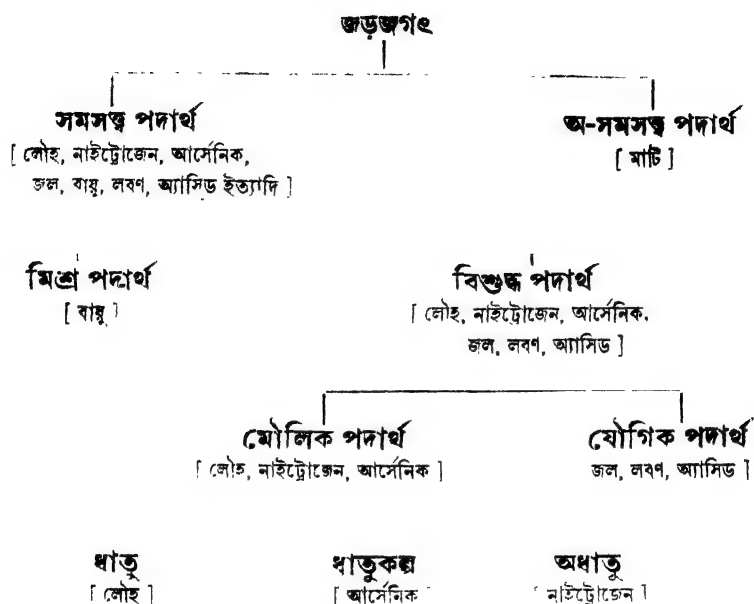 জড়জগৎ
সমসত্ত্ব পদার্থ
[ লৌহ, নাইট্রোজেন, আর্সেনিক,
জল, বায়ু, লবণ, অ্যাসিড ইত্যাদি ]
অ-সমসত্ত্ব পদার্থ
[ মাটি ]
মিশ্র পদার্থ
[ বায়ু ]
বিশুদ্ধ পদার্থ
[ লৌহ, নাইট্রোজেন, আর্সেনিক,
জল, লবণ, অ্যাসিড ]
মৌলিক পদার্থ
[ লৌহ, নাইট্রোজেন, আর্সেনিক ]
যৌগিক পদার্থ
জল, লবণ, অ্যাসিড ]
ধাতু
[ লৌহ ]
ধাতুকল্প
[ আর্সেনিক ]
অধাতু
[ নাইট্রোজেন ]